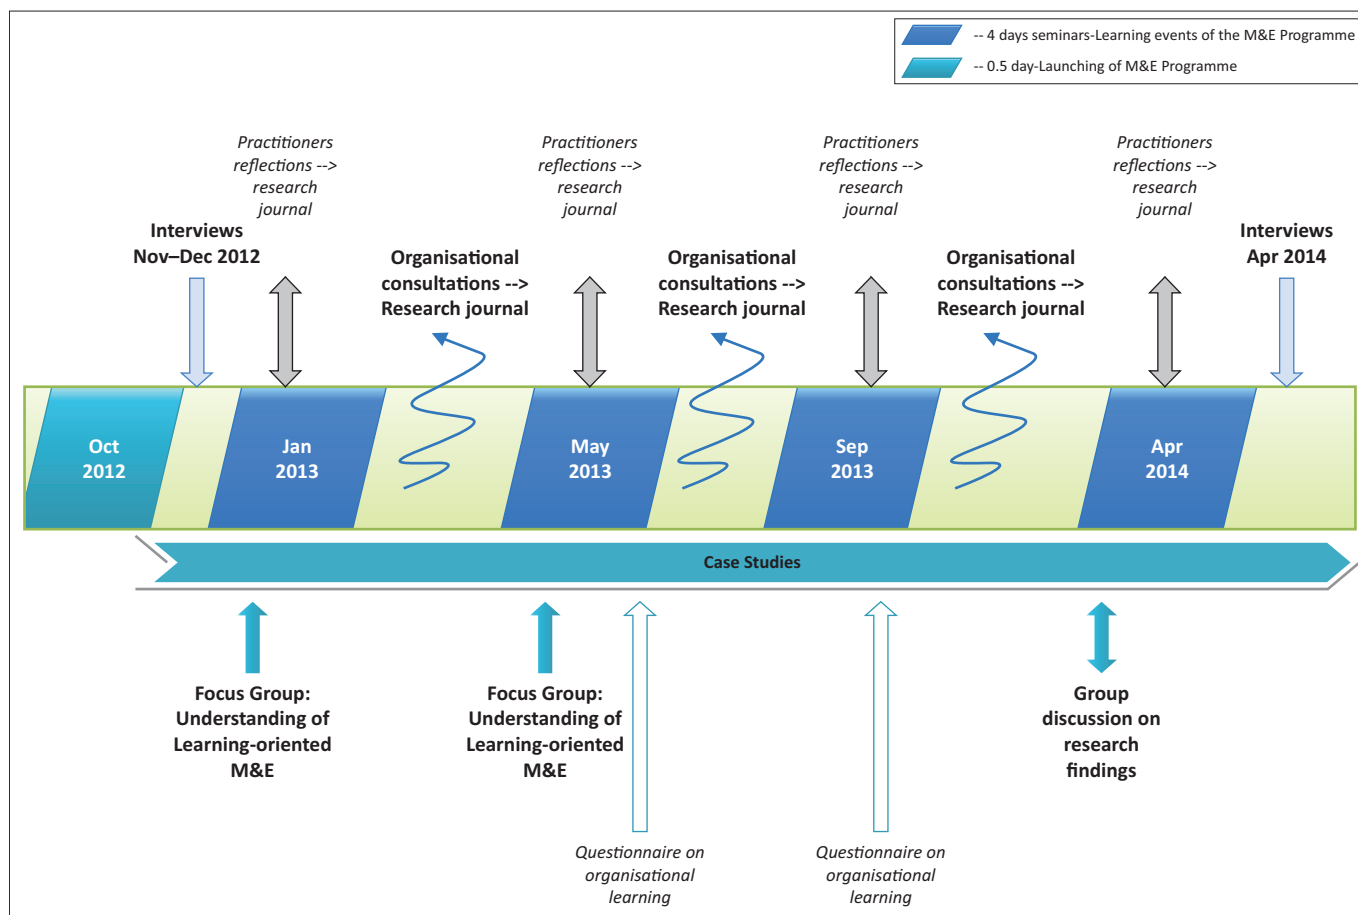 -- 4 days seminars-Learning events of the M&E Programme
-- 0.5 day-Launching of M&E Programme
Practitioners
reflections -->
research
journal
Practitioners
reflections -->
research
journal
Practitioners
reflections -->
research
journal
Practitioners
reflections -->
research
journal
Interviews
Nov–Dec 2012
Organisational
consultations -->
Research journal
Organisational
consultations -->
Research journal
Organisational
consultations -->
Research journal
Interviews
Apr 2014
Oct
2012
Jan
2013
May
2013
Sep
2013
Apr
2014
Case Studies
Focus Group:
Understanding of
Learning-oriented
M&E
Focus Group:
Understanding of
Learning-oriented
M&E
Group
discussion on
research
findings
Questionnaire on
organisational
learning
Questionnaire on
organisational
learning